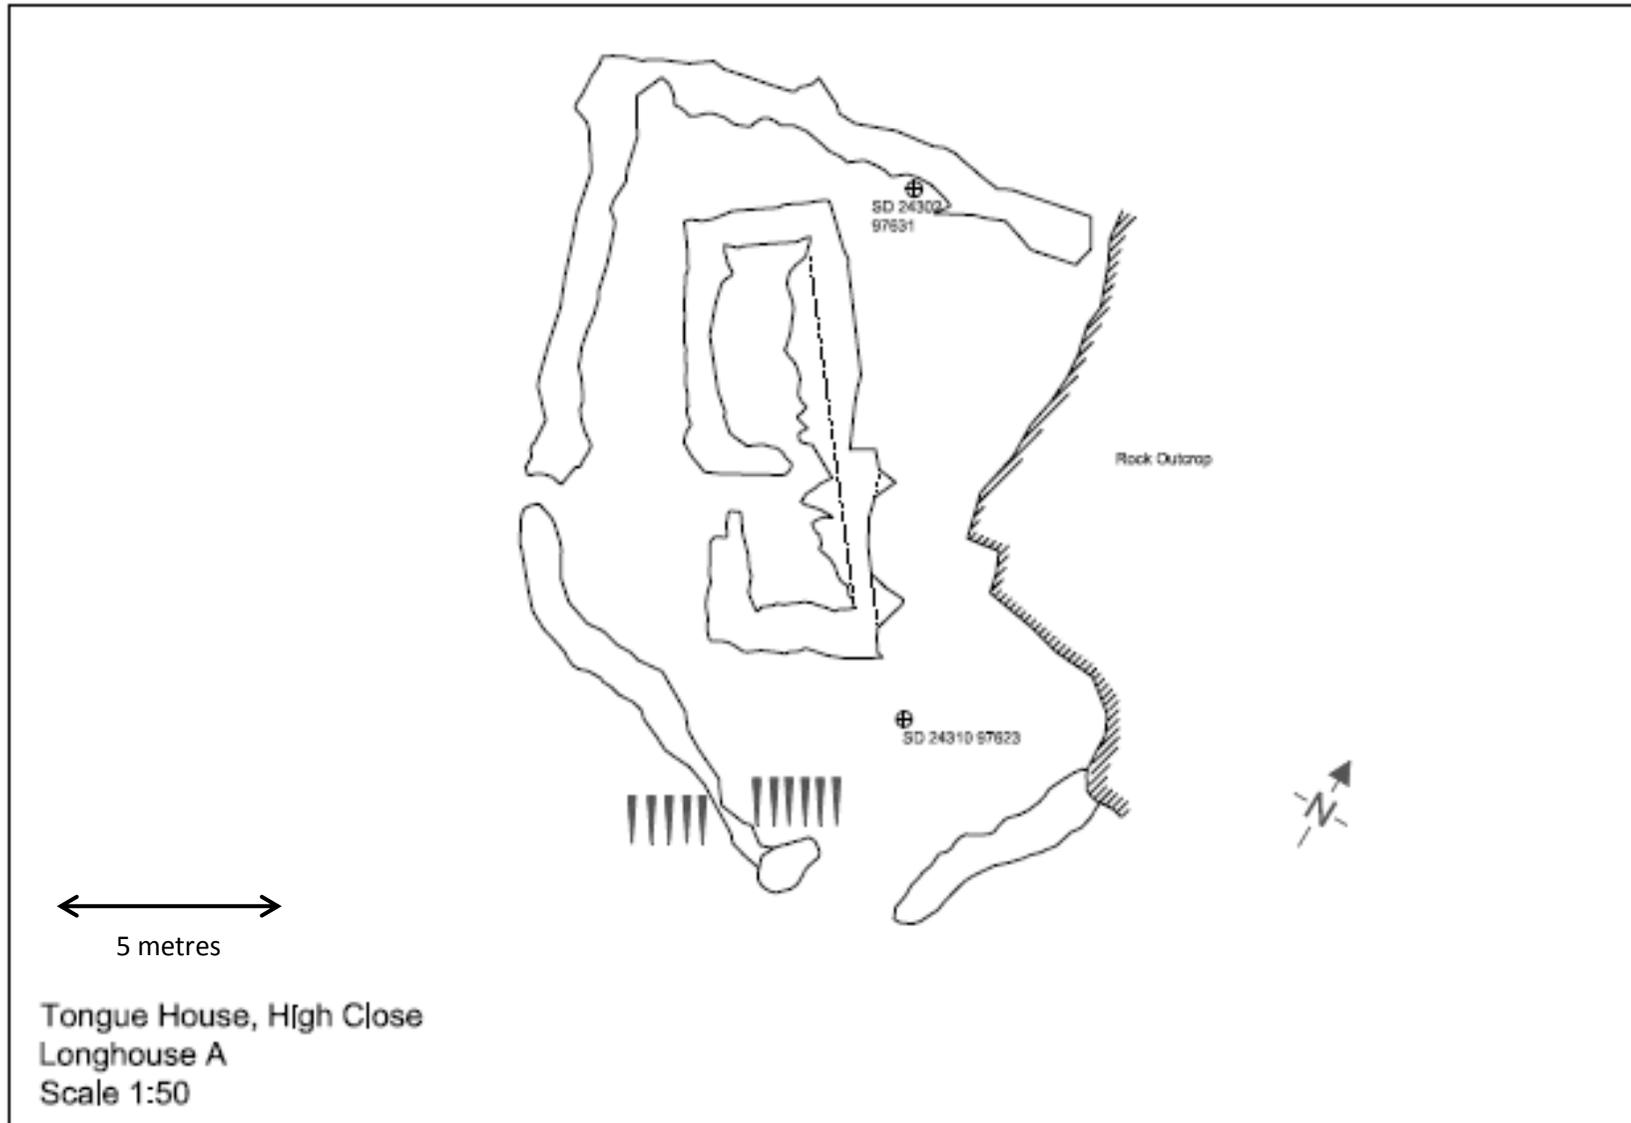 SD 24302
97631
Rock Outcrop
SD 24310 97623
N
5 metres
Tongue House, High Close
Longhouse A
Scale 1:50